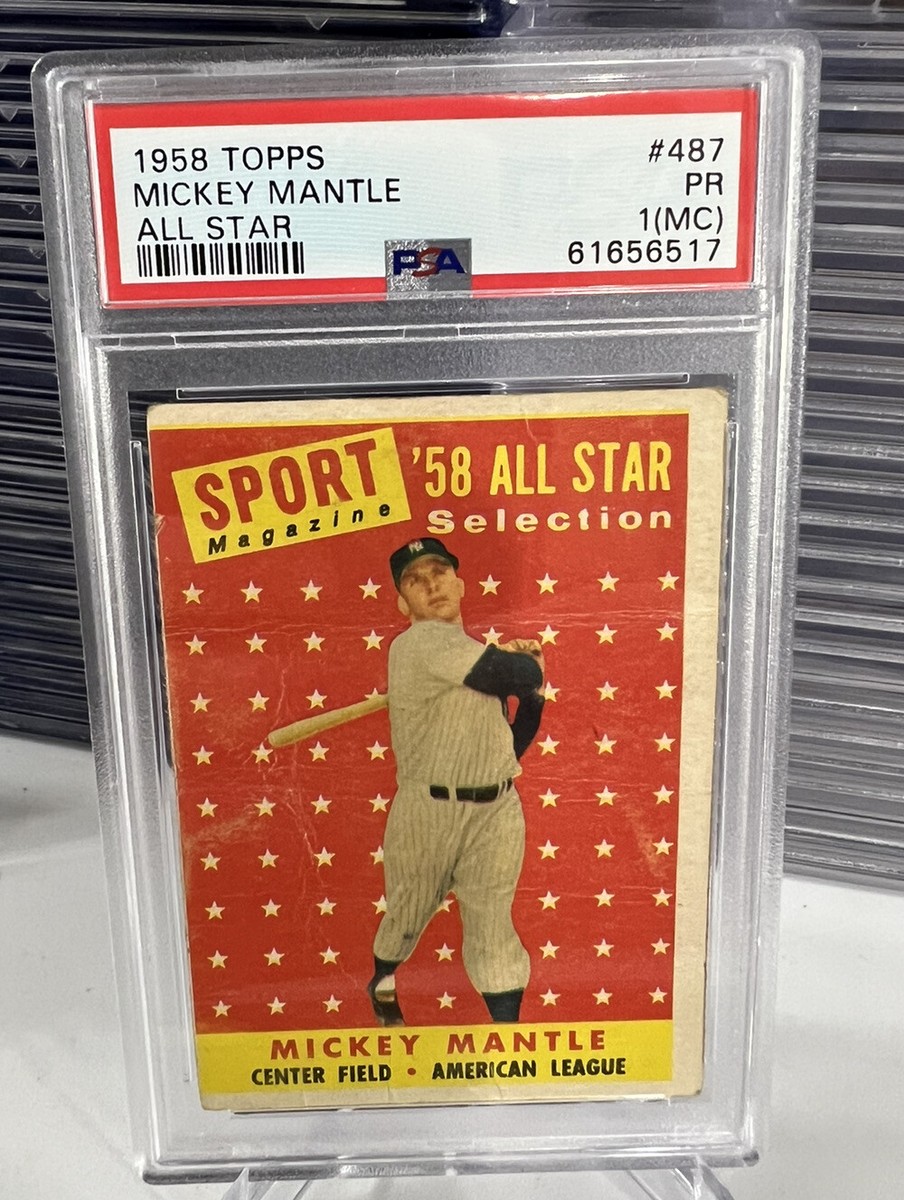 1958 TOPPS #487
MICKEY MANTLE PR
ALL STAR 1(MC)
61656517
PSA
SPORT
Magazine
'58 ALL STAR
Selection
MICKEY MANTLE
CENTER FIELD • AMERICAN LEAGUE